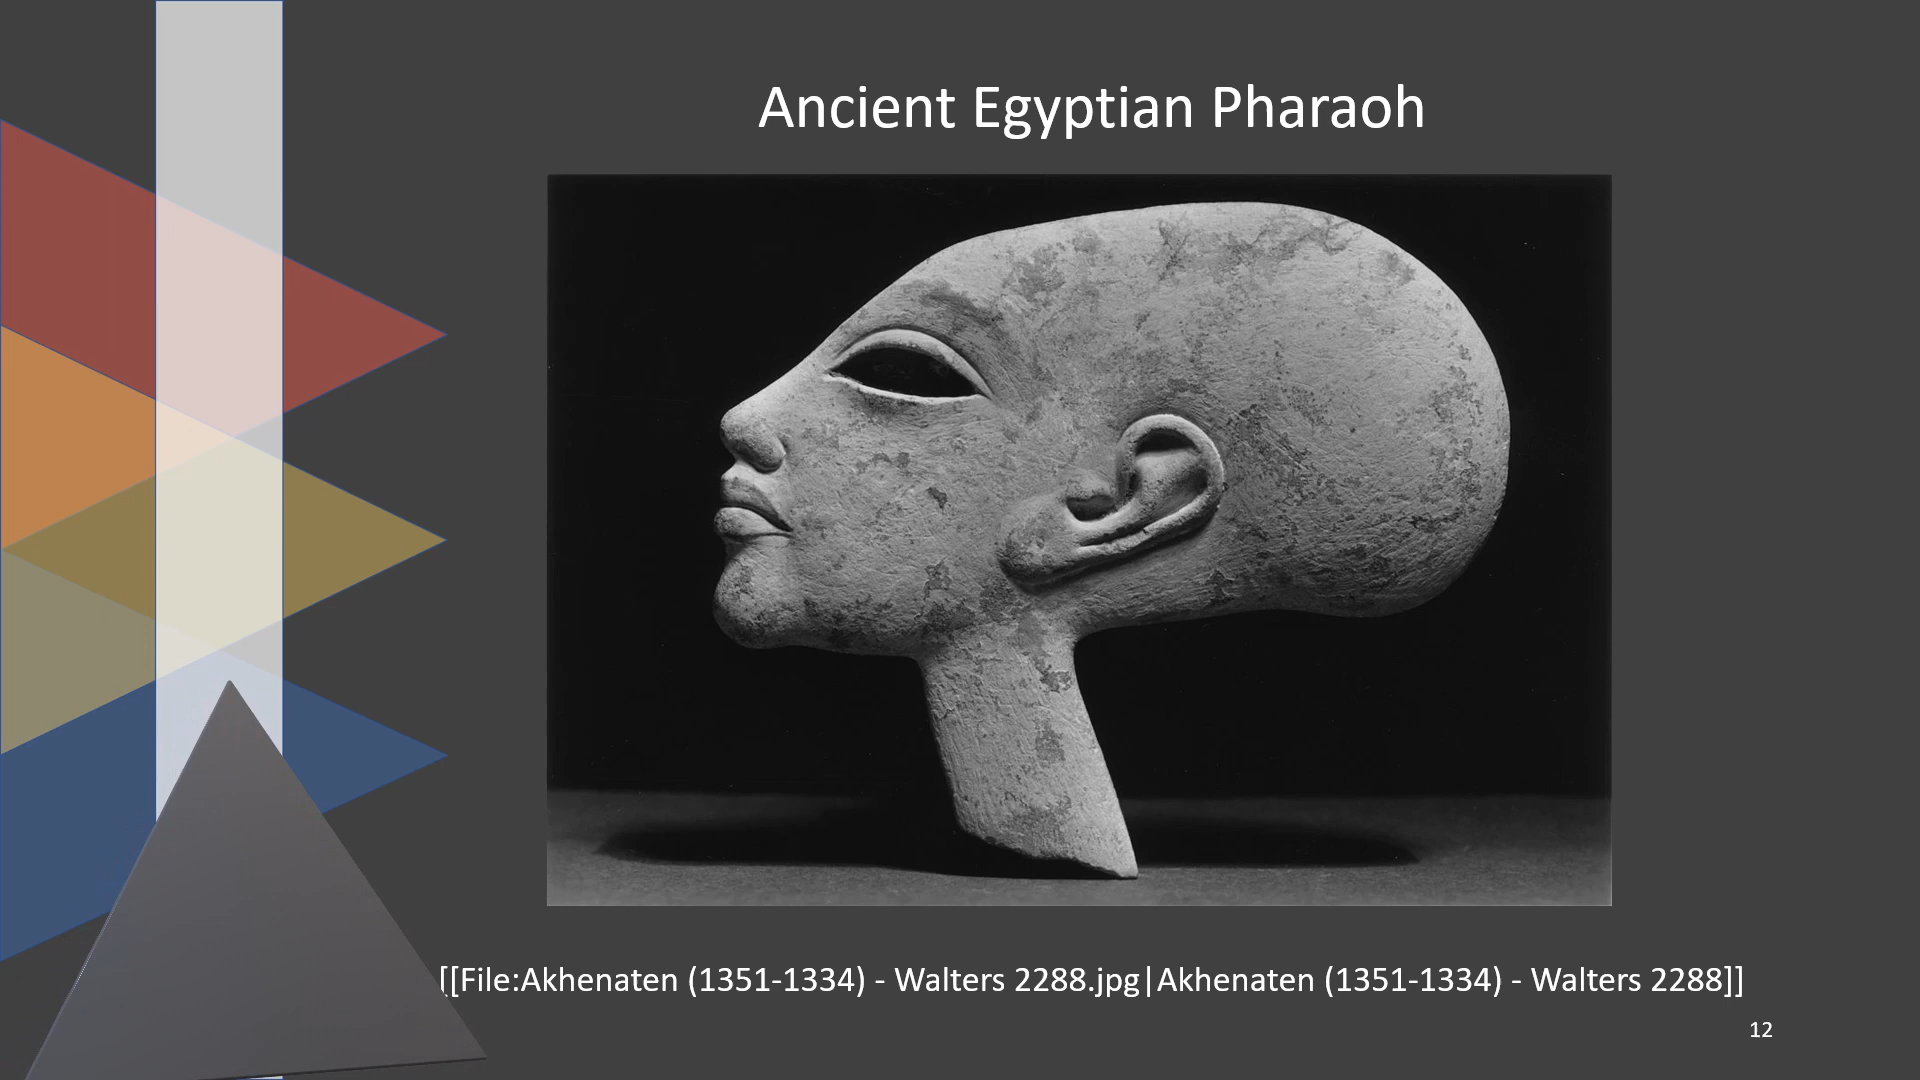 Ancient Egyptian Pharaoh
[[File:Akhenaten (1351-1334) - Walters 2288.jpg|Akhenaten (1351-1334) - Walters 2288]]
12